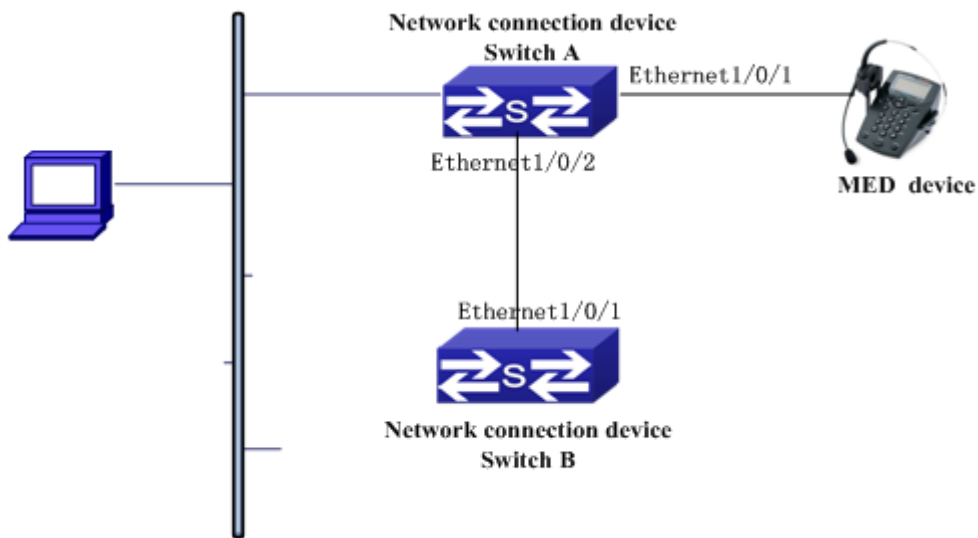 Network connection device
Switch A
Ethernet1/0/1
S
Ethernet1/0/2
MED device
Ethernet1/0/1
S
Network connection device
Switch B